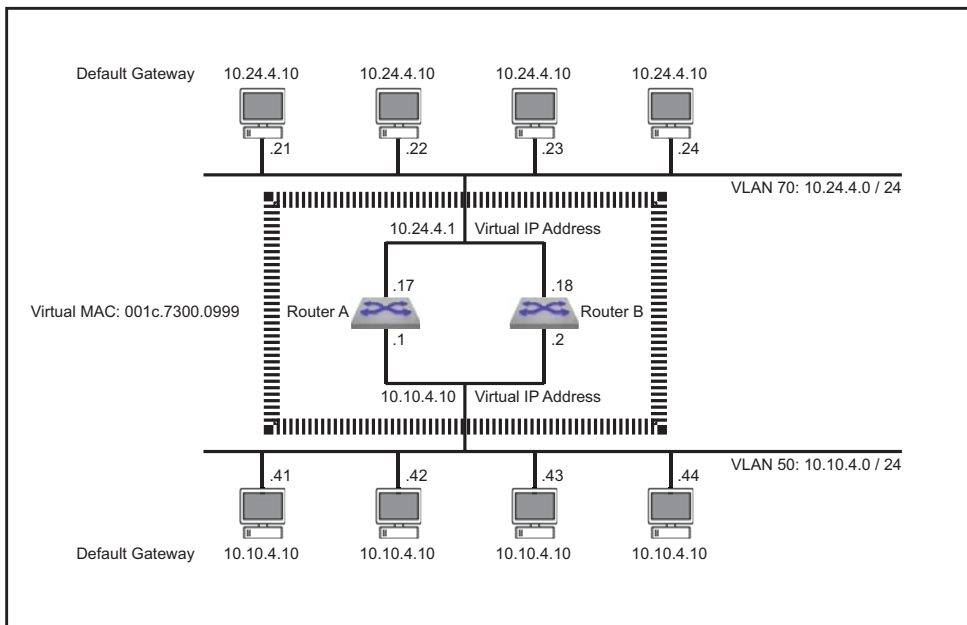 Default Gateway 10.24.4.10 10.24.4.10 10.24.4.10 10.24.4.10
.21 .22 .23 .24
VLAN 70: 10.24.4.0 / 24
10.24.4.1 Virtual IP Address
.17 .18
Virtual MAC: 001c.7300.0999 Router A Router B
.1 .2
10.10.4.10 Virtual IP Address
VLAN 50: 10.10.4.0 / 24
.41 .42 .43 .44
Default Gateway 10.10.4.10 10.10.4.10 10.10.4.10 10.10.4.10